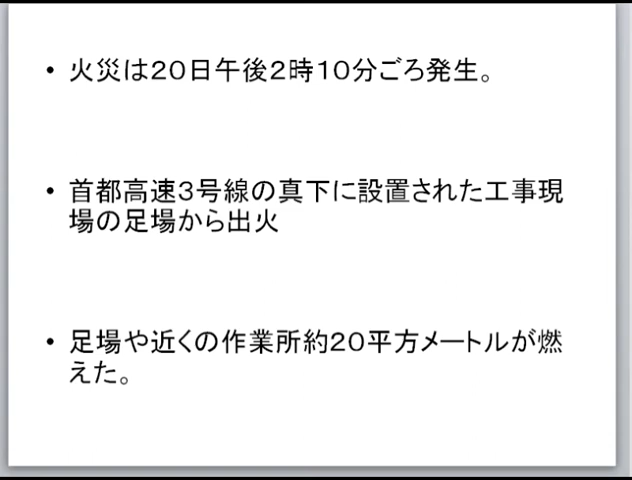 • 火災は２０日午後２時１０分ごろ発生。
• 首都高速３号線の真下に設置された工事現
場の足場から出火
• 足場や近くの作業所約２０平方メートルが燃
えた。